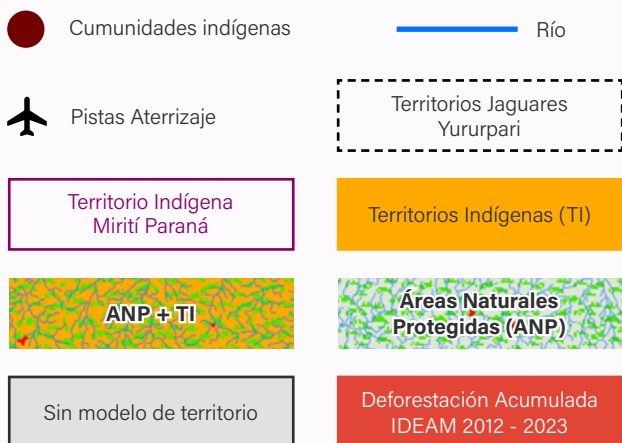 Cumunidades indígenas
Río
Pistas Aterrizaje
Territorios Jaguares
Yururpari
Territorio Indígena
Mirití Paraná
Territorios Indígenas (TI)
ANP + TI
Áreas Naturales
Protegidas (ANP)
Sin modelo de territorio
Deforestación Acumulada
IDEAM 2012 - 2023